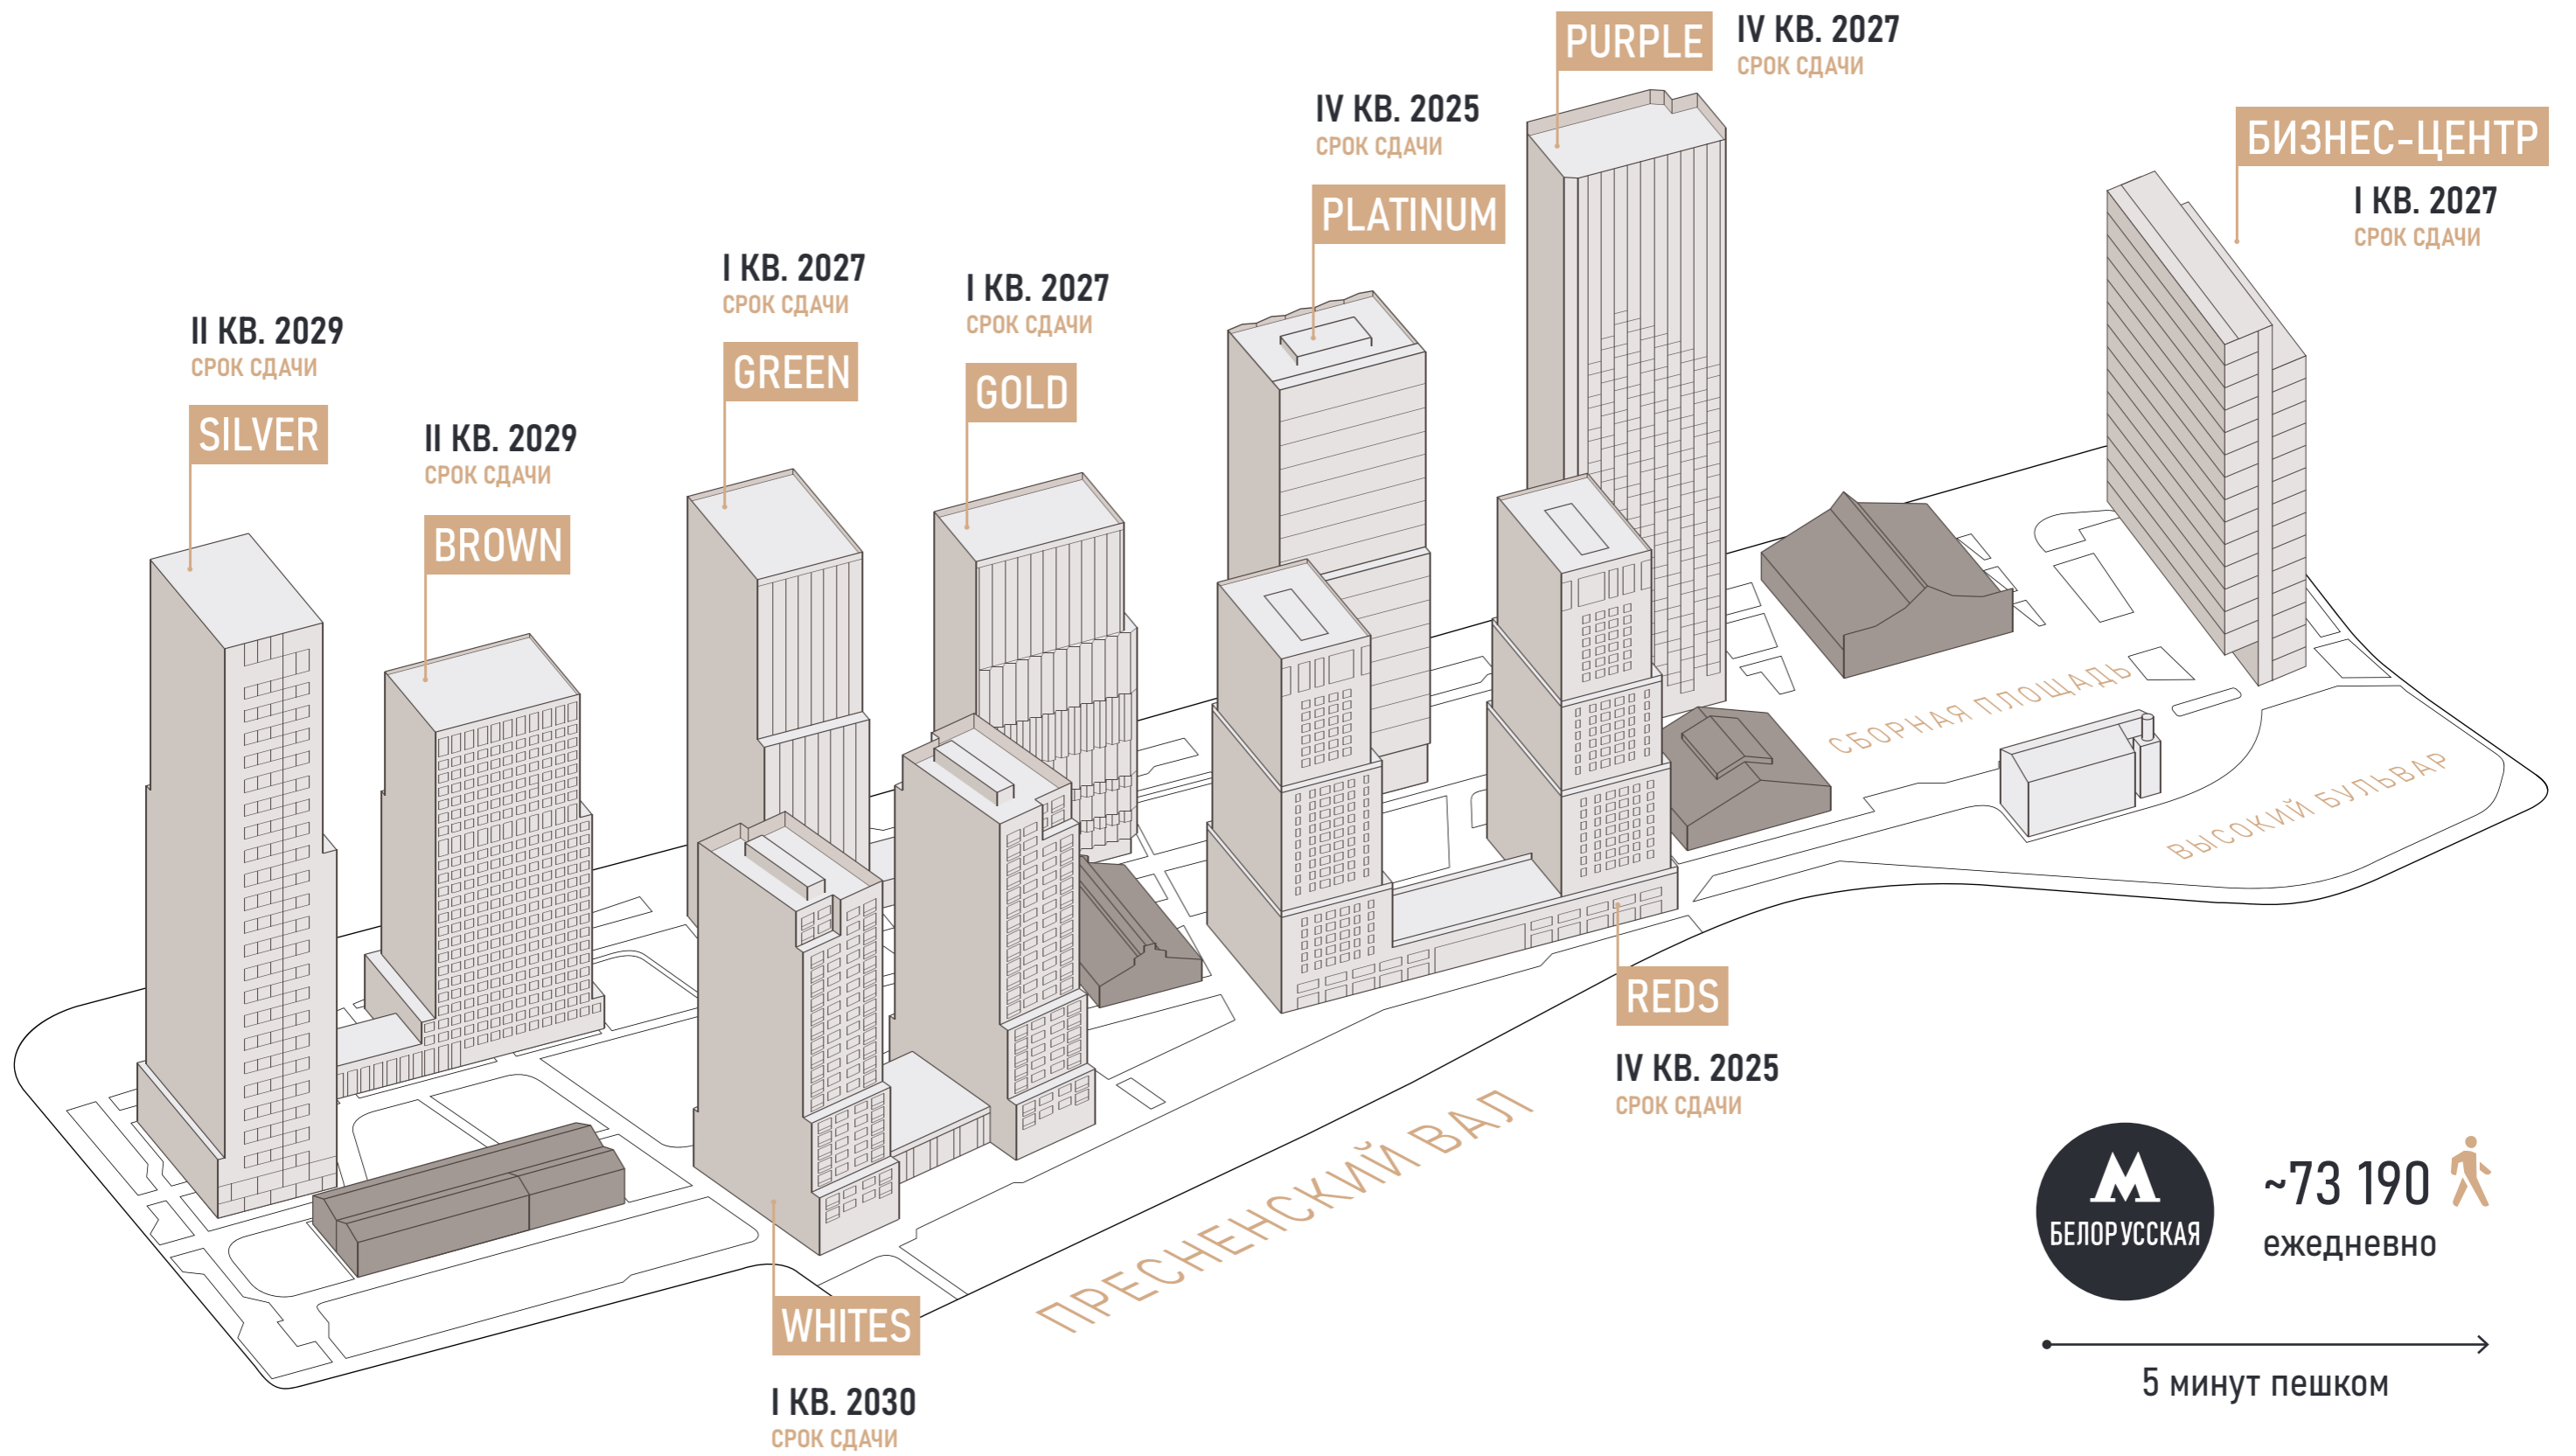 PURPLE
IV КВ. 2027
СРОК СДАЧИ
IV КВ. 2025
СРОК СДАЧИ
PLATINUM
БИЗНЕС-ЦЕНТР
I КВ. 2027
СРОК СДАЧИ
I КВ. 2027
СРОК СДАЧИ
GREEN
I КВ. 2027
СРОК СДАЧИ
GOLD
II КВ. 2029
СРОК СДАЧИ
SILVER
II КВ. 2029
СРОК СДАЧИ
BROWN
СБОРНАЯ ПЛОЩАДЬ
ВЫСОКИЙ БУЛЬВАР
REDS
IV КВ. 2025
СРОК СДАЧИ
ПРЕСНЕНСКИЙ ВАЛ
WHITES
I КВ. 2030
СРОК СДАЧИ
М
БЕЛОРУССКАЯ
~73 190
ежедневно
5 минут пешком